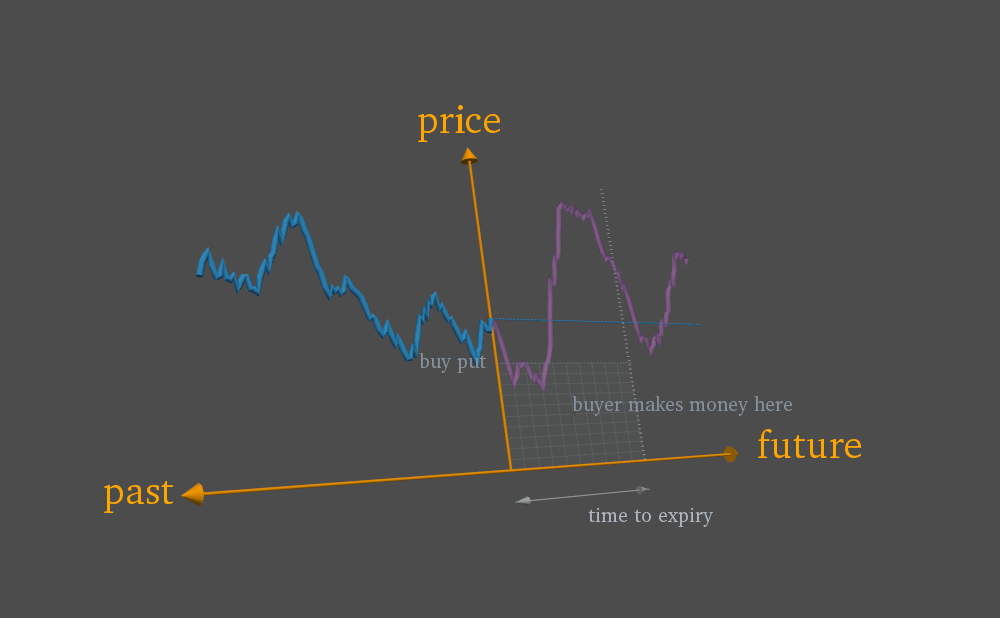 price
buy put
buyer makes money here
future
past
time to expiry